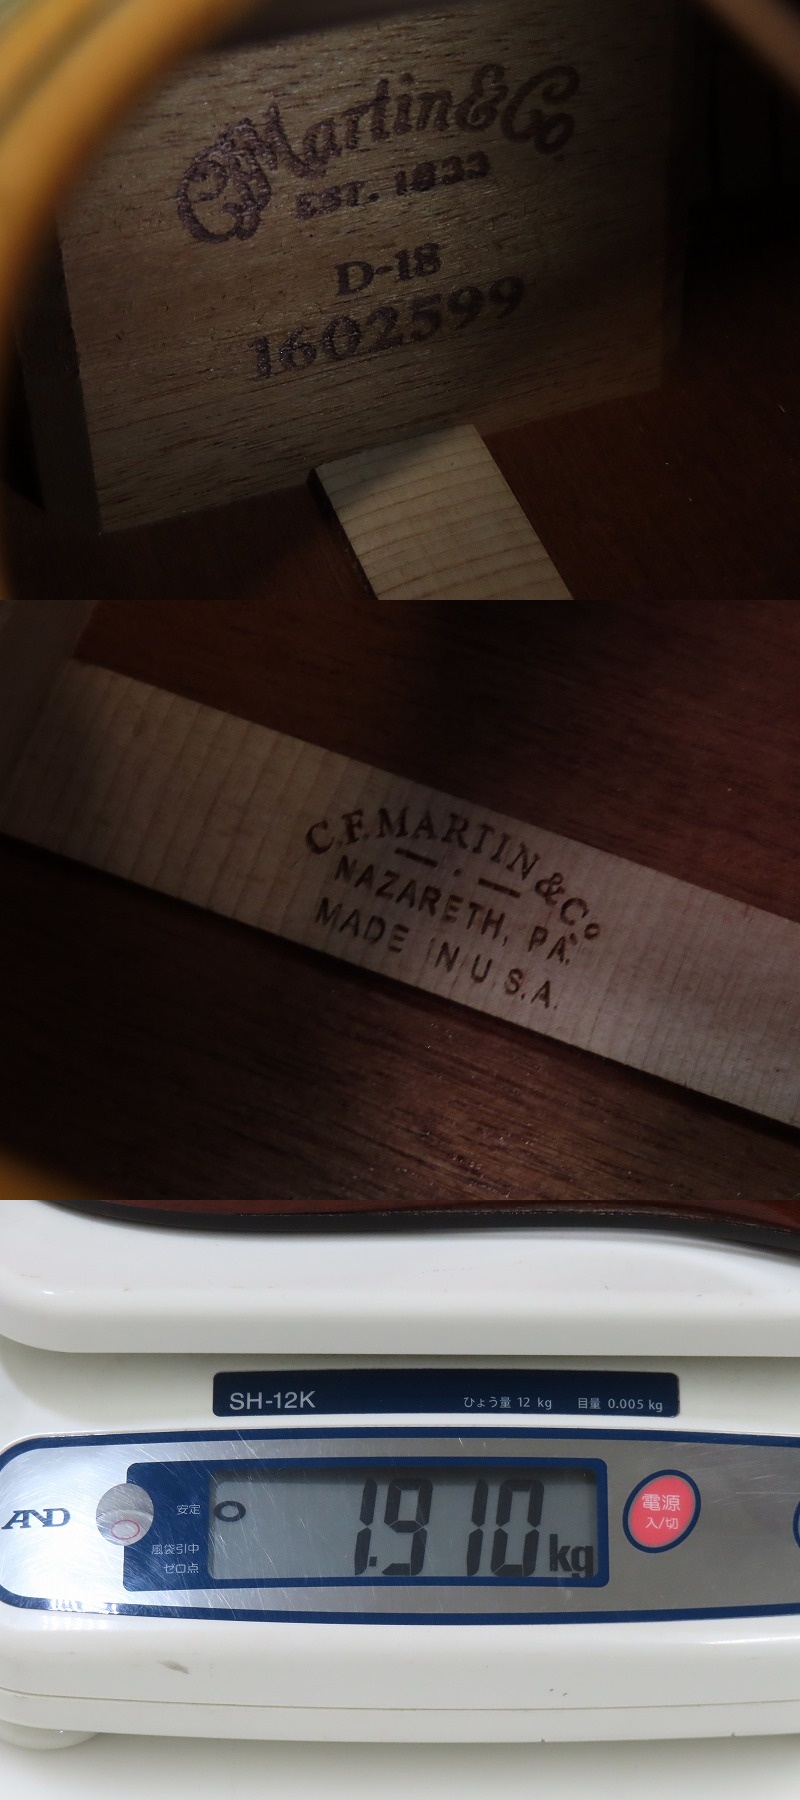 CF Martin & Co
EST. 1833
D-18
1602599
C.F. MARTIN & Co
NAZARETH, PA.
MADE IN U.S.A.
SH-12K ひょう量 12 kg 目量 0.005 kg
AND
安定
風袋引中
ゼロ点
1.910 kg
電源
入/切